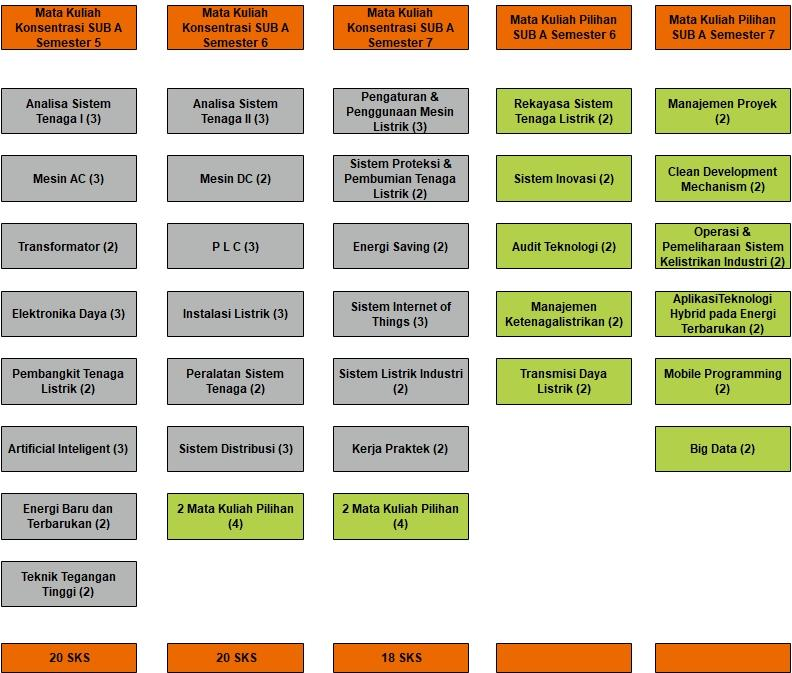 Mata Kuliah
Konsentrasi SUB A
Semester 5
Analisa Sistem
Tenaga I (3)
Mesin AC (3)
Transformator (2)
Elektronika Daya (3)
Pembangkit Tenaga
Listrik (2)
Artificial Inteligent (3)
Energi Baru dan
Terbarukan (2)
Teknik Tegangan
Tinggi (2)
20 SKS
Mata Kuliah
Konsentrasi SUB A
Semester 6
Analisa Sistem
Tenaga II (3)
Mesin DC (2)
P L C (3)
Instalasi Listrik (3)
Peralatan Sistem
Tenaga (2)
Sistem Distribusi (3)
2 Mata Kuliah Pilihan
(4)
20 SKS
Mata Kuliah
Konsentrasi SUB A
Semester 7
Pengaturan &
Penggunaan Mesin
Listrik (3)
Sistem Proteksi &
Pembumian Tenaga
Listrik (2)
Energi Saving (2)
Sistem Internet of
Things (3)
Sistem Listrik Industri
(2)
Kerja Praktek (2)
2 Mata Kuliah Pilihan
(4)
18 SKS
Mata Kuliah Pilihan
SUB A Semester 6
Rekayasa Sistem
Tenaga Listrik (2)
Sistem Inovasi (2)
Audit Teknologi (2)
Manajemen
Ketenagalistrikan (2)
Transmisi Daya
Listrik (2)
Mata Kuliah Pilihan
SUB A Semester 7
Manajemen Proyek
(2)
Clean Development
Mechanism (2)
Operasi &
Pemeliharaan Sistem
Kelistrikan Industri (2)
AplikasiTeknologi
Hybrid pada Energi
Terbarukan (2)
Mobile Programming
(2)
Big Data (2)